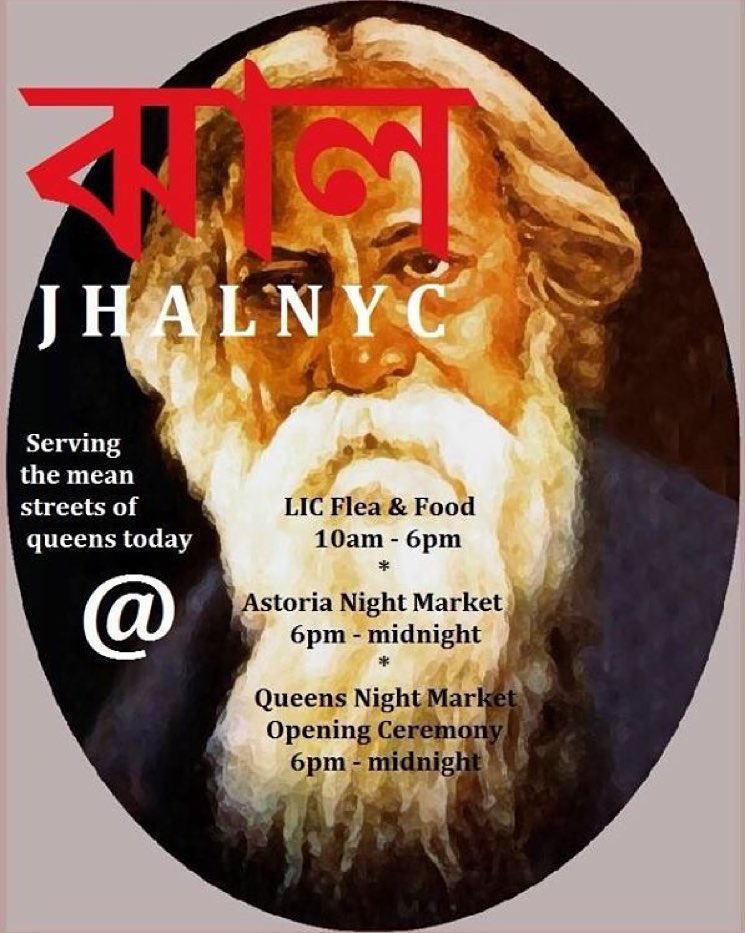 ঝাল
JHALNYC
Serving
the mean
streets of
queens today
@
LIC Flea & Food
10am - 6pm
*
Astoria Night Market
6pm - midnight
*
Queens Night Market
Opening Ceremony
6pm - midnight